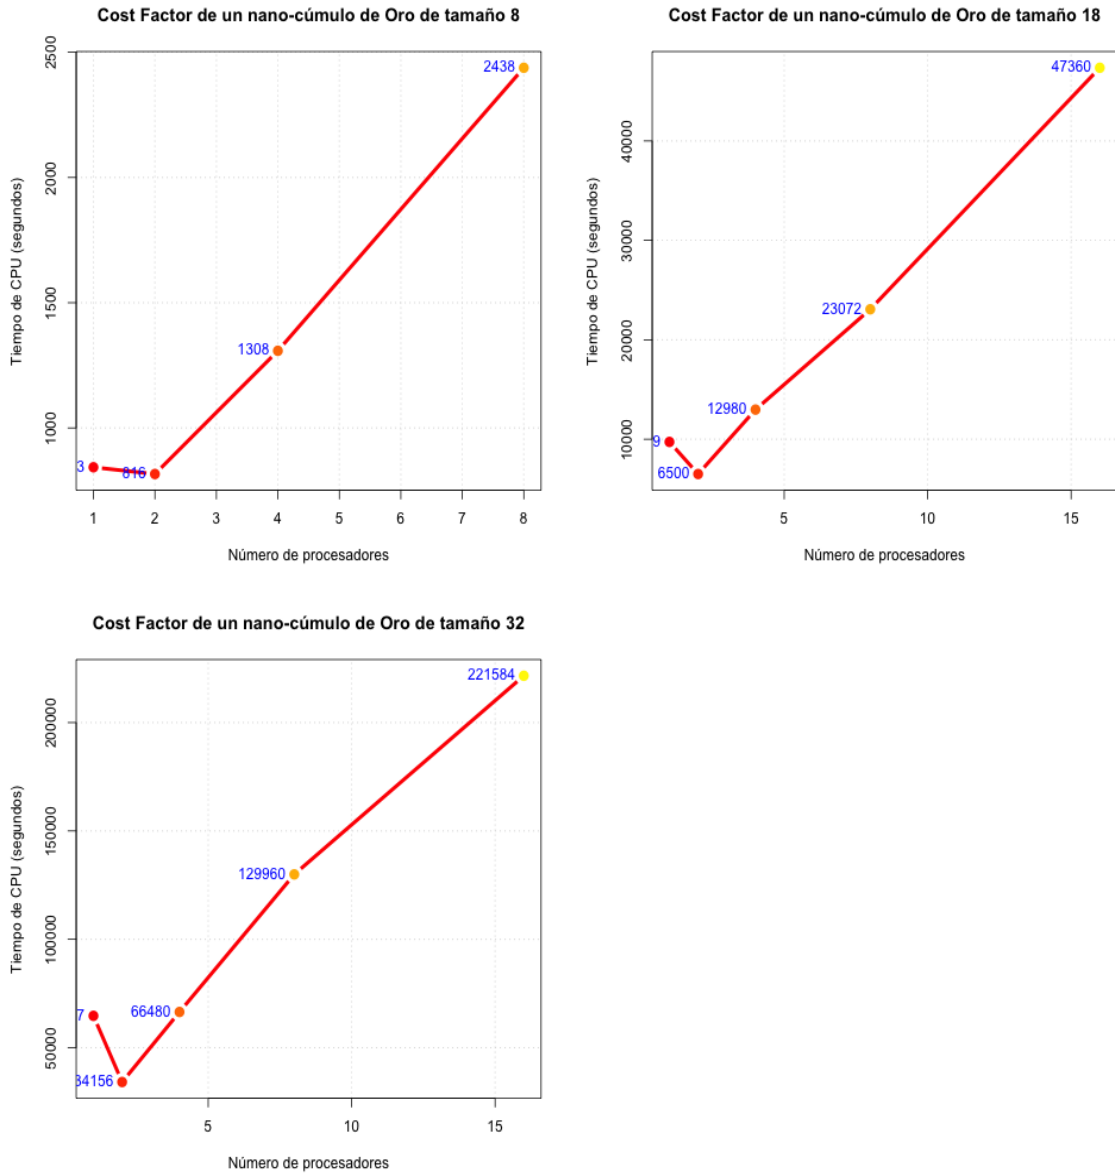 Cost Factor de un nano-cúmulo de Oro de tamaño 8
Tiempo de CPU (segundos)
2500
2000
1500
1000
2438
1308
816
3
1 2 3 4 5 6 7 8
Número de procesadores
Cost Factor de un nano-cúmulo de Oro de tamaño 18
Tiempo de CPU (segundos)
40000
30000
20000
10000
47360
23072
12980
9
6500
5 10 15
Número de procesadores
Cost Factor de un nano-cúmulo de Oro de tamaño 32
Tiempo de CPU (segundos)
200000
150000
100000
50000
221584
129960
66480
7
34156
5 10 15
Número de procesadores